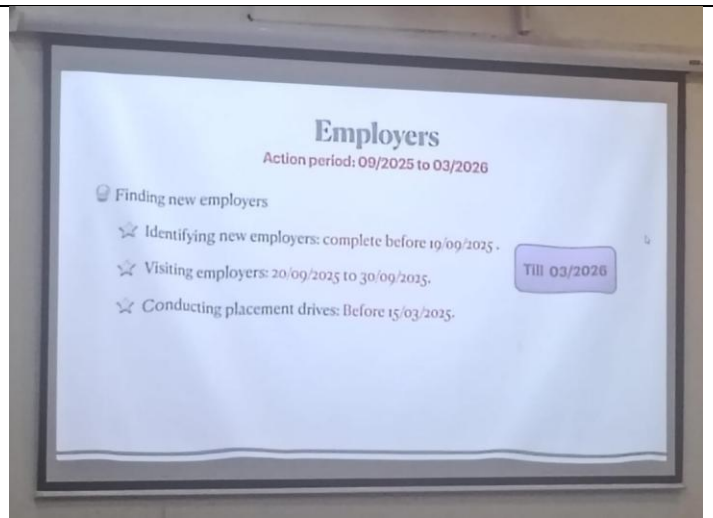 Employers
Action period: 09/2025 to 03/2026
Finding new employers
Identifying new employers: complete before 19/09/2025.
Visiting employers: 20/09/2025 to 30/09/2025.
Till 03/2026
Conducting placement drives: Before 15/03/2025.